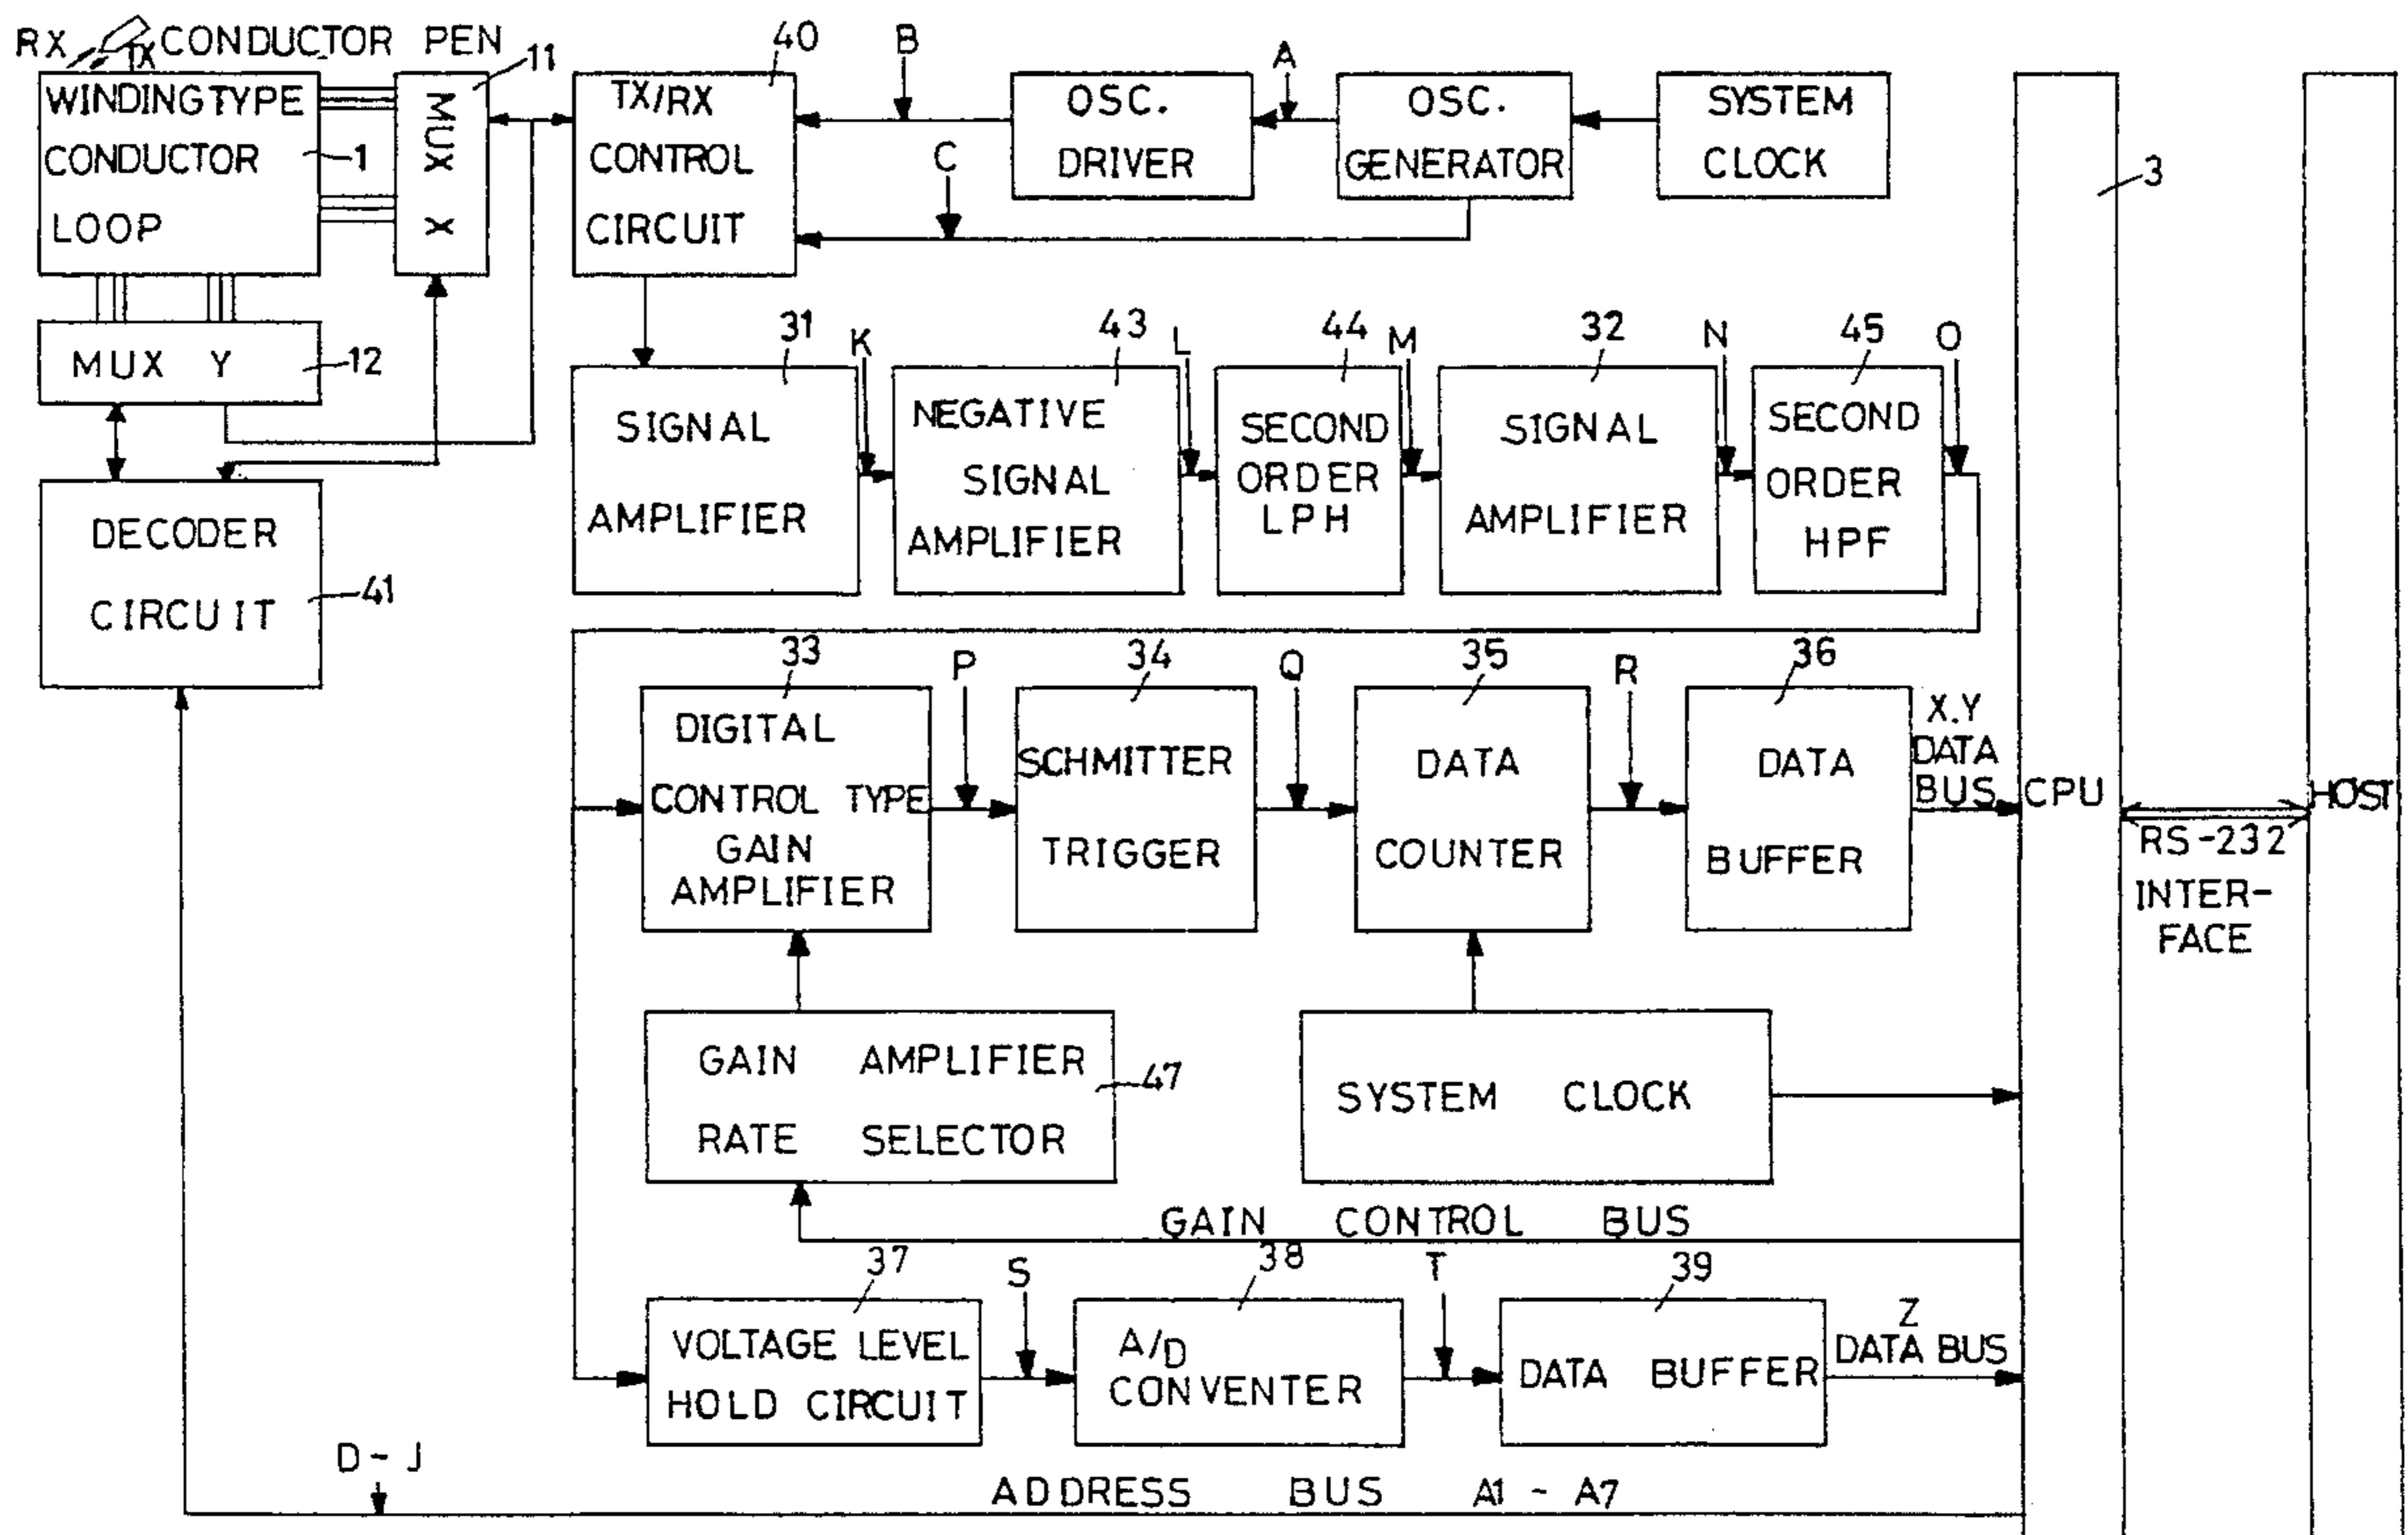 RX TX CONDUCTOR PEN
11
40
B
A
WINDING TYPE
CONDUCTOR
LOOP
1
MUX X
TX/RX
CONTROL
CIRCUIT
C
OSC.
DRIVER
OSC.
GENERATOR
SYSTEM
CLOCK
3
MUX Y
12
31
K
43
L
44
M
32
N
45
O
SIGNAL
AMPLIFIER
NEGATIVE
SIGNAL
AMPLIFIER
SECOND
ORDER
LPH
SIGNAL
AMPLIFIER
SECOND
ORDER
HPF
DECODER
CIRCUIT
41
33
P
34
Q
35
R
36
DIGITAL
CONTROL TYPE
GAIN
AMPLIFIER
SCHMITTER
TRIGGER
DATA
COUNTER
DATA
BUFFER
X.Y
DATA
BUS
CPU
HOST
RS-232
INTER-
FACE
GAIN AMPLIFIER
RATE SELECTOR
47
SYSTEM CLOCK
GAIN CONTROL BUS
37
S
38
T
39
VOLTAGE LEVEL
HOLD CIRCUIT
A/D
CONVENTER
DATA BUFFER
Z
DATA BUS
D - J
ADDRESS BUS A1 - A7